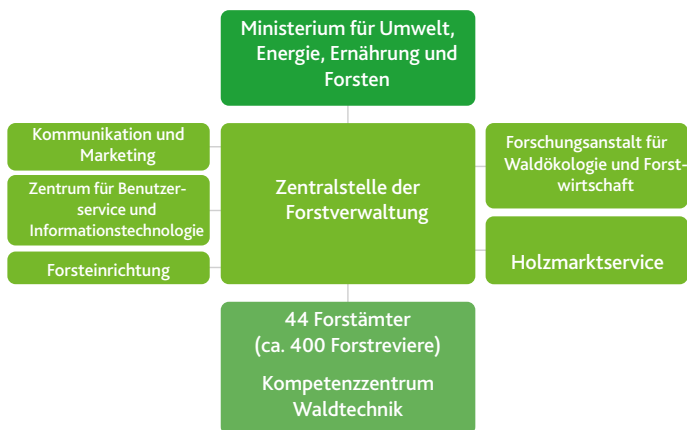 Ministerium für Umwelt,
Energie, Ernährung und
Forsten
Kommunikation und
Marketing
Zentrum für Benutzer-
service und
Informationstechnologie
Forsteinrichtung
Zentralstelle der
Forstverwaltung
Forschungsanstalt für
Waldökologie und Forst-
wirtschaft
Holzmarktservice
44 Forstämter
(ca. 400 Forstreviere)
Kompetenzzentrum
Waldtechnik